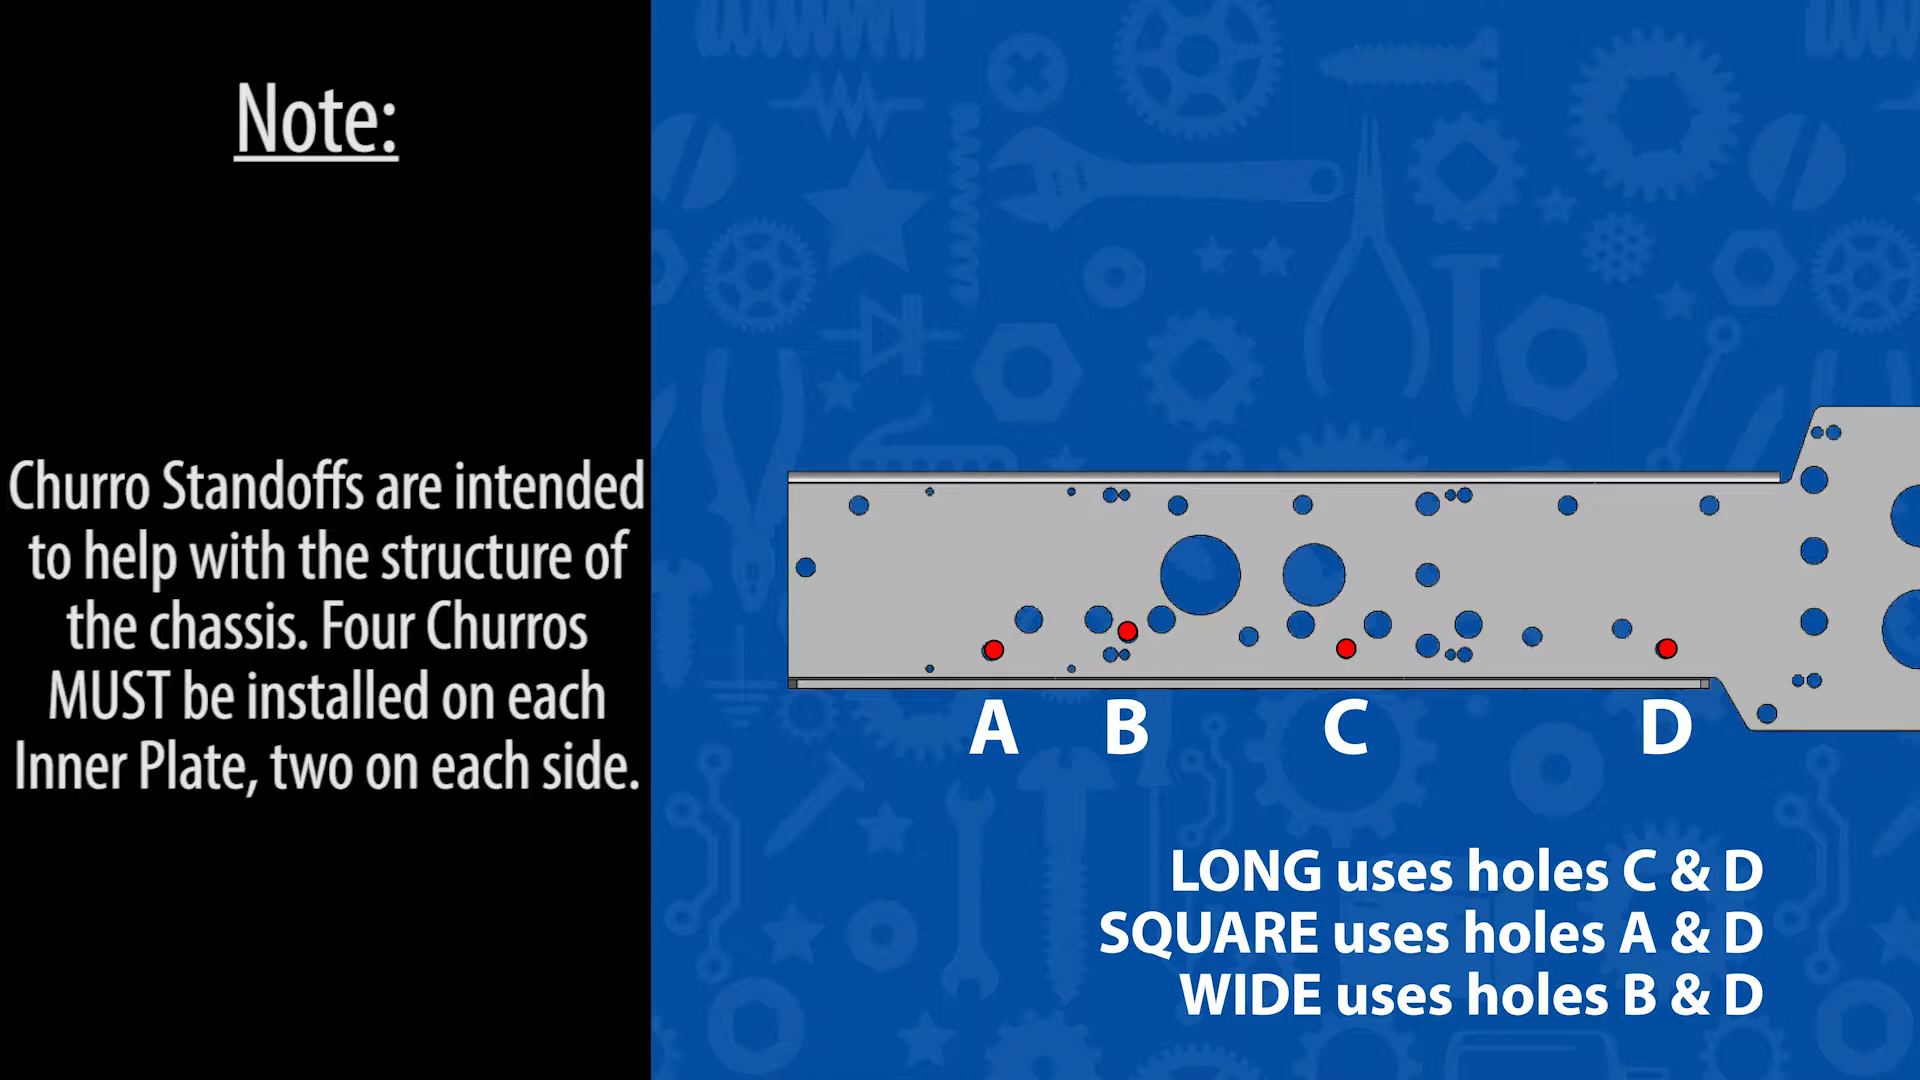 Note:
Churro Standoffs are intended
to help with the structure of
the chassis. Four Churros
MUST be installed on each
Inner Plate, two on each side.
A B C D
LONG uses holes C & D
SQUARE uses holes A & D
WIDE uses holes B & D